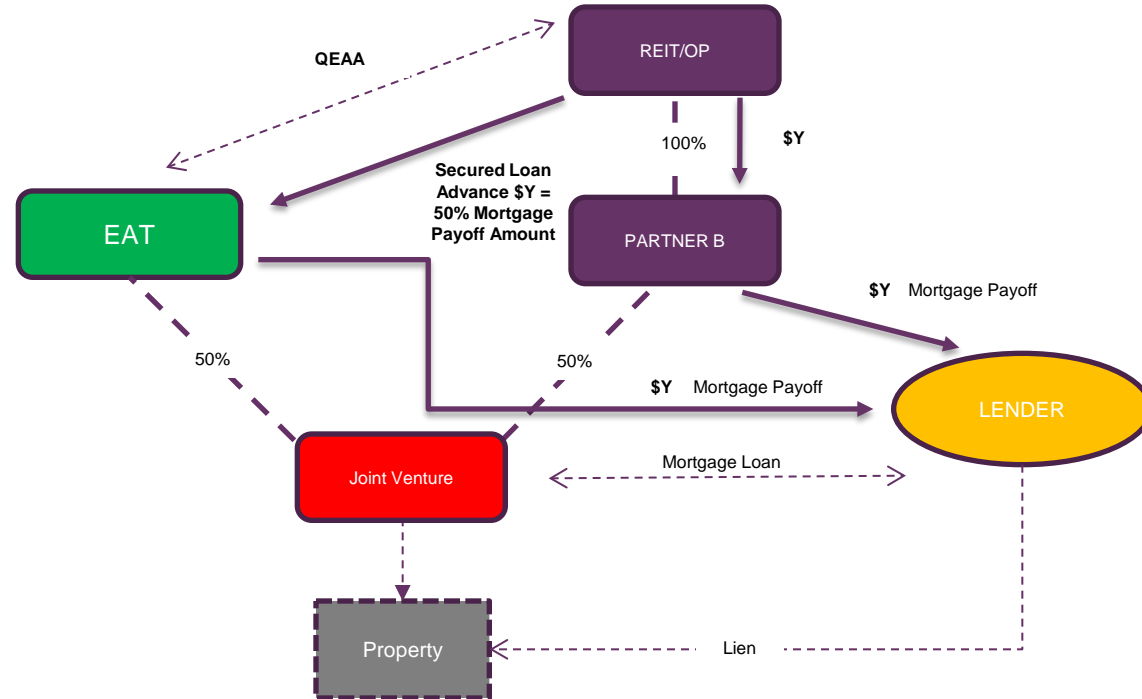 REIT/OP
QEAA
100%
$Y
Secured Loan
Advance $Y =
50% Mortgage
Payoff Amount
EAT
PARTNER B
$Y Mortgage Payoff
50%
50%
$Y Mortgage Payoff
LENDER
Joint Venture
Mortgage Loan
Property
Lien